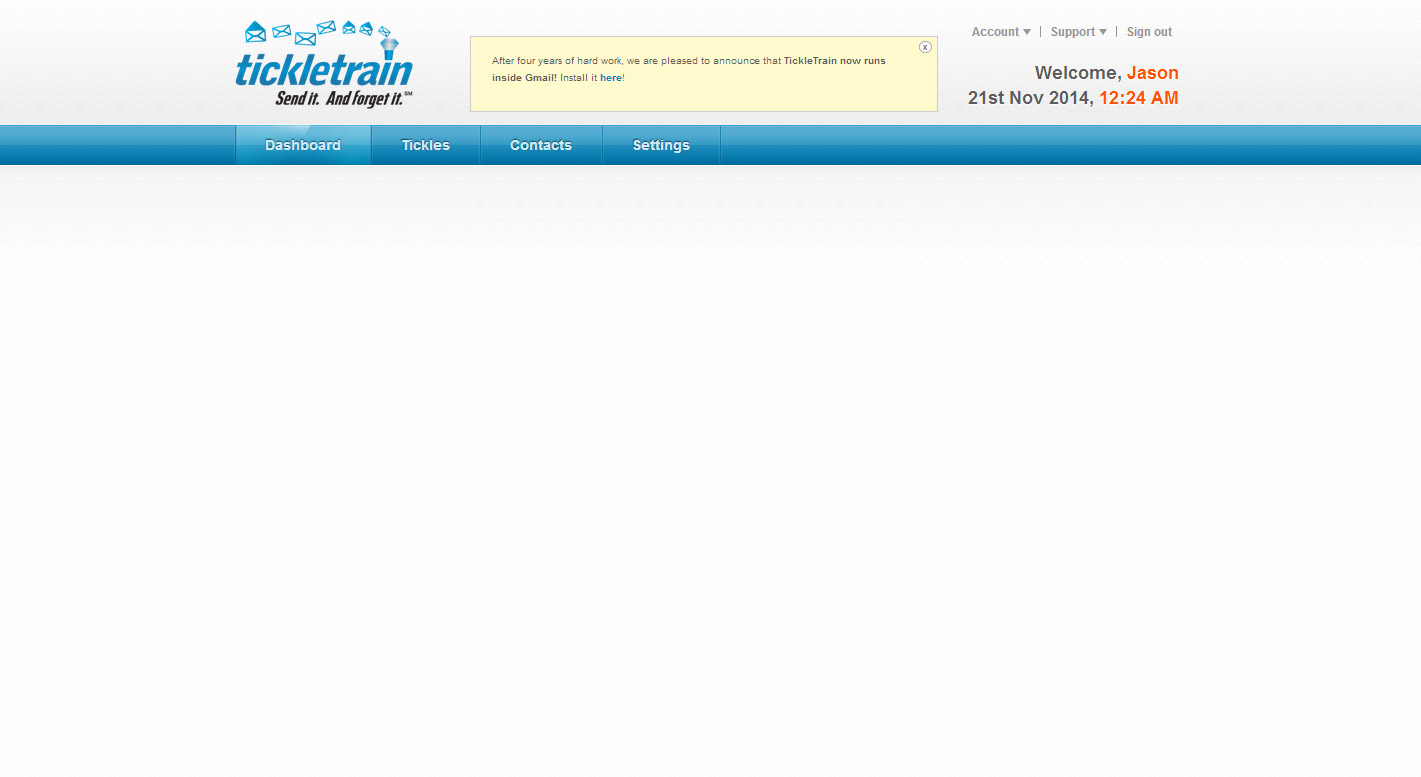 tickletrain
Send it. And forget it.℠
After four years of hard work, we are pleased to announce that TickleTrain now runs
inside Gmail! Install it here!
x
Account | Support | Sign out
Welcome, Jason
21st Nov 2014, 12:24 AM
Dashboard Tickles Contacts Settings